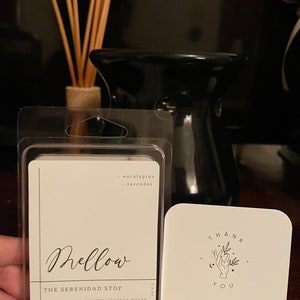 - eucalyptus
- lavender
Mellow
THE SERENIDAD STOP
THANK
YOU